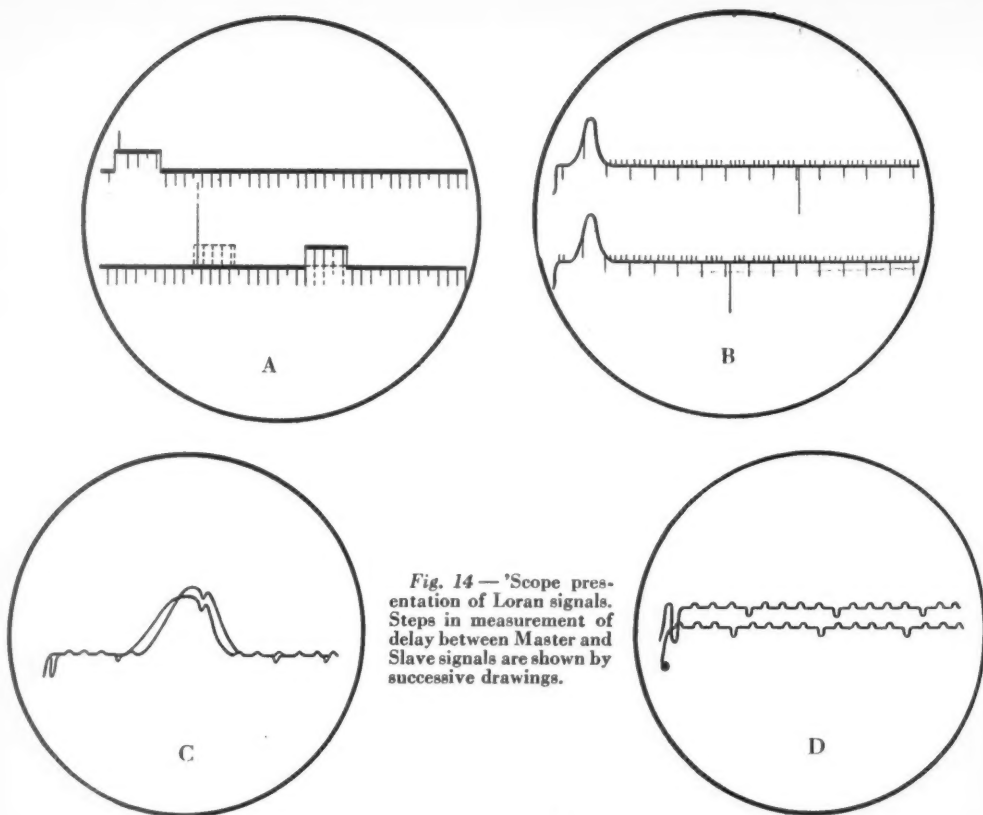 A
B
Fig. 14 — 'Scope pres-
entation of Loran signals.
Steps in measurement of
delay between Master and
Slave signals are shown by
successive drawings.
C
D